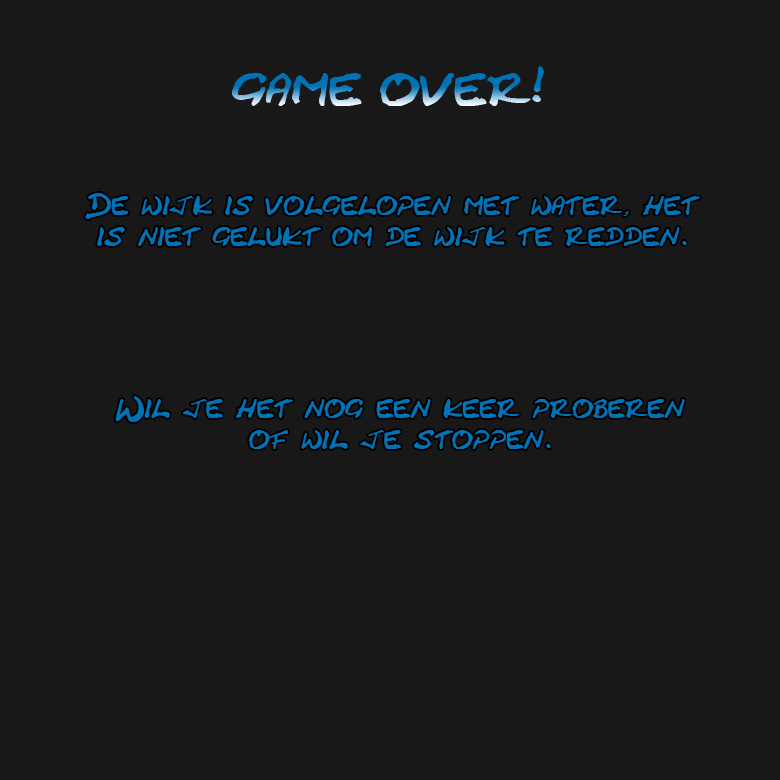 Game over!
De wijk is volgelopen met water, het
is niet gelukt om de wijk te redden.
Wil je het nog een keer proberen
of wil je stoppen.